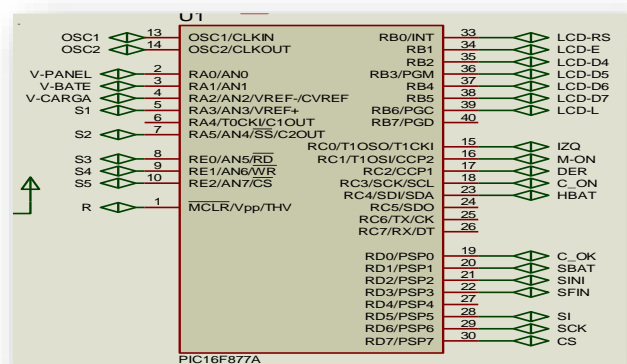 U1
OSC1 13 OSC1/CLKIN RB0/INT 33 LCD-RS
OSC2 14 OSC2/CLKOUT RB1 34 LCD-E
RB2 35 LCD-D4
V-PANEL 2 RA0/AN0 RB3/PGM 36 LCD-D5
V-BATE 3 RA1/AN1 RB4 37 LCD-D6
V-CARGA 4 RA2/AN2/VREF-/CVREF RB5 38 LCD-D7
S1 5 RA3/AN3/VREF+ RB6/PGC 39 LCD-L
6 RA4/T0CKI/C1OUT RB7/PGD 40
S2 7 RA5/AN4/SS/C2OUT
RC0/T1OSO/T1CKI 15 IZQ
S3 8 RE0/AN5/RD RC1/T1OSI/CCP2 16 M-ON
S4 9 RE1/AN6/WR RC2/CCP1 17 DER
S5 10 RE2/AN7/CS RC3/SCK/SCL 18 C_ON
RC4/SDI/SDA 23 HBAT
R 1 MCLR/Vpp/THV RC5/SDO 24
RC6/TX/CK 25
RC7/RX/DT 26
RD0/PSP0 19 C_OK
RD1/PSP1 20 SBAT
RD2/PSP2 21 SINI
RD3/PSP3 22 SFIN
RD4/PSP4 27
RD5/PSP5 28 SI
RD6/PSP6 29 SCK
RD7/PSP7 30 CS
PIC16F877A